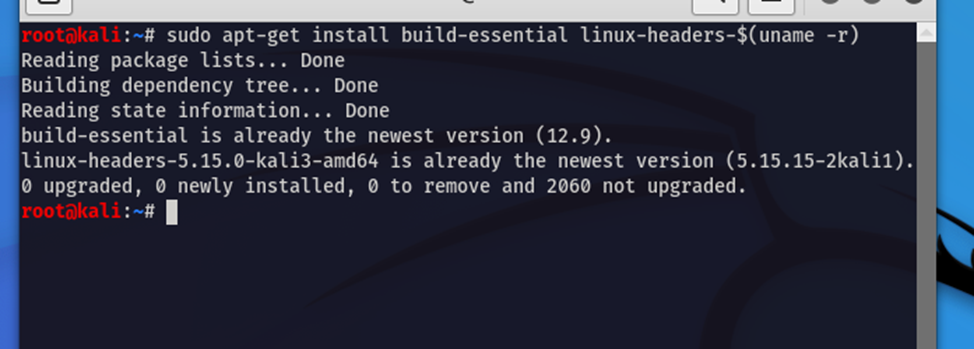 root@kali:~# sudo apt-get install build-essential linux-headers-$(uname -r)
Reading package lists... Done
Building dependency tree... Done
Reading state information... Done
build-essential is already the newest version (12.9).
linux-headers-5.15.0-kali3-amd64 is already the newest version (5.15.15-2kali1).
0 upgraded, 0 newly installed, 0 to remove and 2060 not upgraded.
root@kali:~#